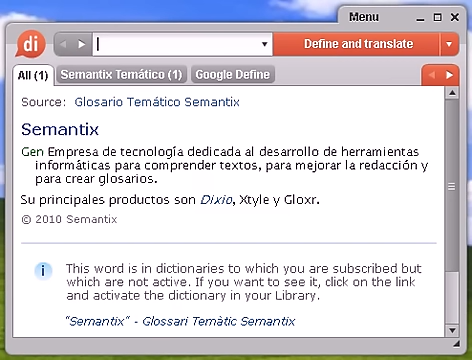 Menu
di
Define and translate
All (1)
Semantix Temático (1)
Google Define
Source: Glosario Temático Semantix
Semantix
Gen Empresa de tecnología dedicada al desarrollo de herramientas
informáticas para comprender textos, para mejorar la redacción y
para crear glosarios.
Su principales producto son Dixio, Xtyle y Gloxr.
© 2010 Semantix
i
This word is in dictionaries to which you are subscribed but
which are not active. If you want to see it, click on the link
and activate the dictionary in your Library.
"Semantix" - Glossari Temàtic Semantix